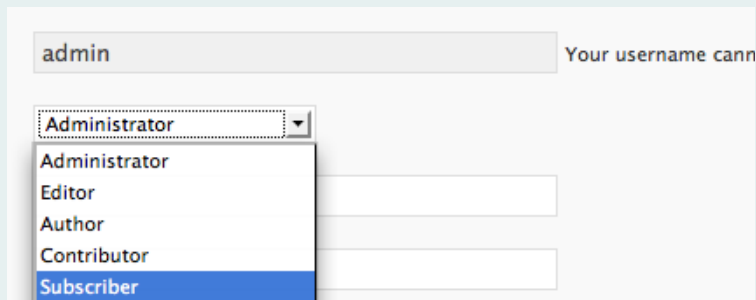 admin
Your username cann
Administrator
Administrator
Editor
Author
Contributor
Subscriber